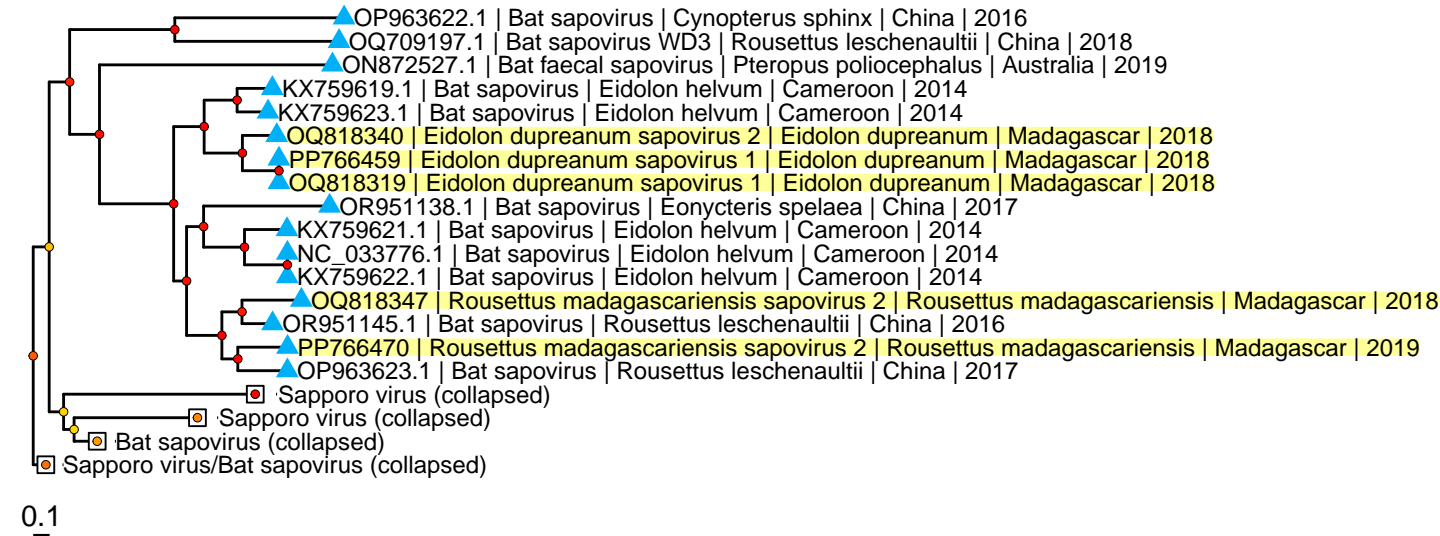 OP963622.1 | Bat sapovirus | Cynopterus sphinx | China | 2016
OQ709197.1 | Bat sapovirus WD3 | Rousettus leschenaultii | China | 2018
ON872527.1 | Bat faecal sapovirus | Pteropus poliocephalus | Australia | 2019
KX759619.1 | Bat sapovirus | Eidolon helvum | Cameroon | 2014
KX759623.1 | Bat sapovirus | Eidolon helvum | Cameroon | 2014
OQ818340 | Eidolon dupreanum sapovirus 2 | Eidolon dupreanum | Madagascar | 2018
PP766459 | Eidolon dupreanum sapovirus 1 | Eidolon dupreanum | Madagascar | 2018
OQ818319 | Eidolon dupreanum sapovirus 1 | Eidolon dupreanum | Madagascar | 2018
OR951138.1 | Bat sapovirus | Eonycteris spelaea | China | 2017
KX759621.1 | Bat sapovirus | Eidolon helvum | Cameroon | 2014
NC_033776.1 | Bat sapovirus | Eidolon helvum | Cameroon | 2014
KX759622.1 | Bat sapovirus | Eidolon helvum | Cameroon | 2014
OQ818347 | Rousettus madagascariensis sapovirus 2 | Rousettus madagascariensis | Madagascar | 2018
OR951145.1 | Bat sapovirus | Rousettus leschenaultii | China | 2016
PP766470 | Rousettus madagascariensis sapovirus 2 | Rousettus madagascariensis | Madagascar | 2019
OP963623.1 | Bat sapovirus | Rousettus leschenaultii | China | 2017
Sapporo virus (collapsed)
Sapporo virus (collapsed)
Bat sapovirus (collapsed)
Sapporo virus/Bat sapovirus (collapsed)
0.1